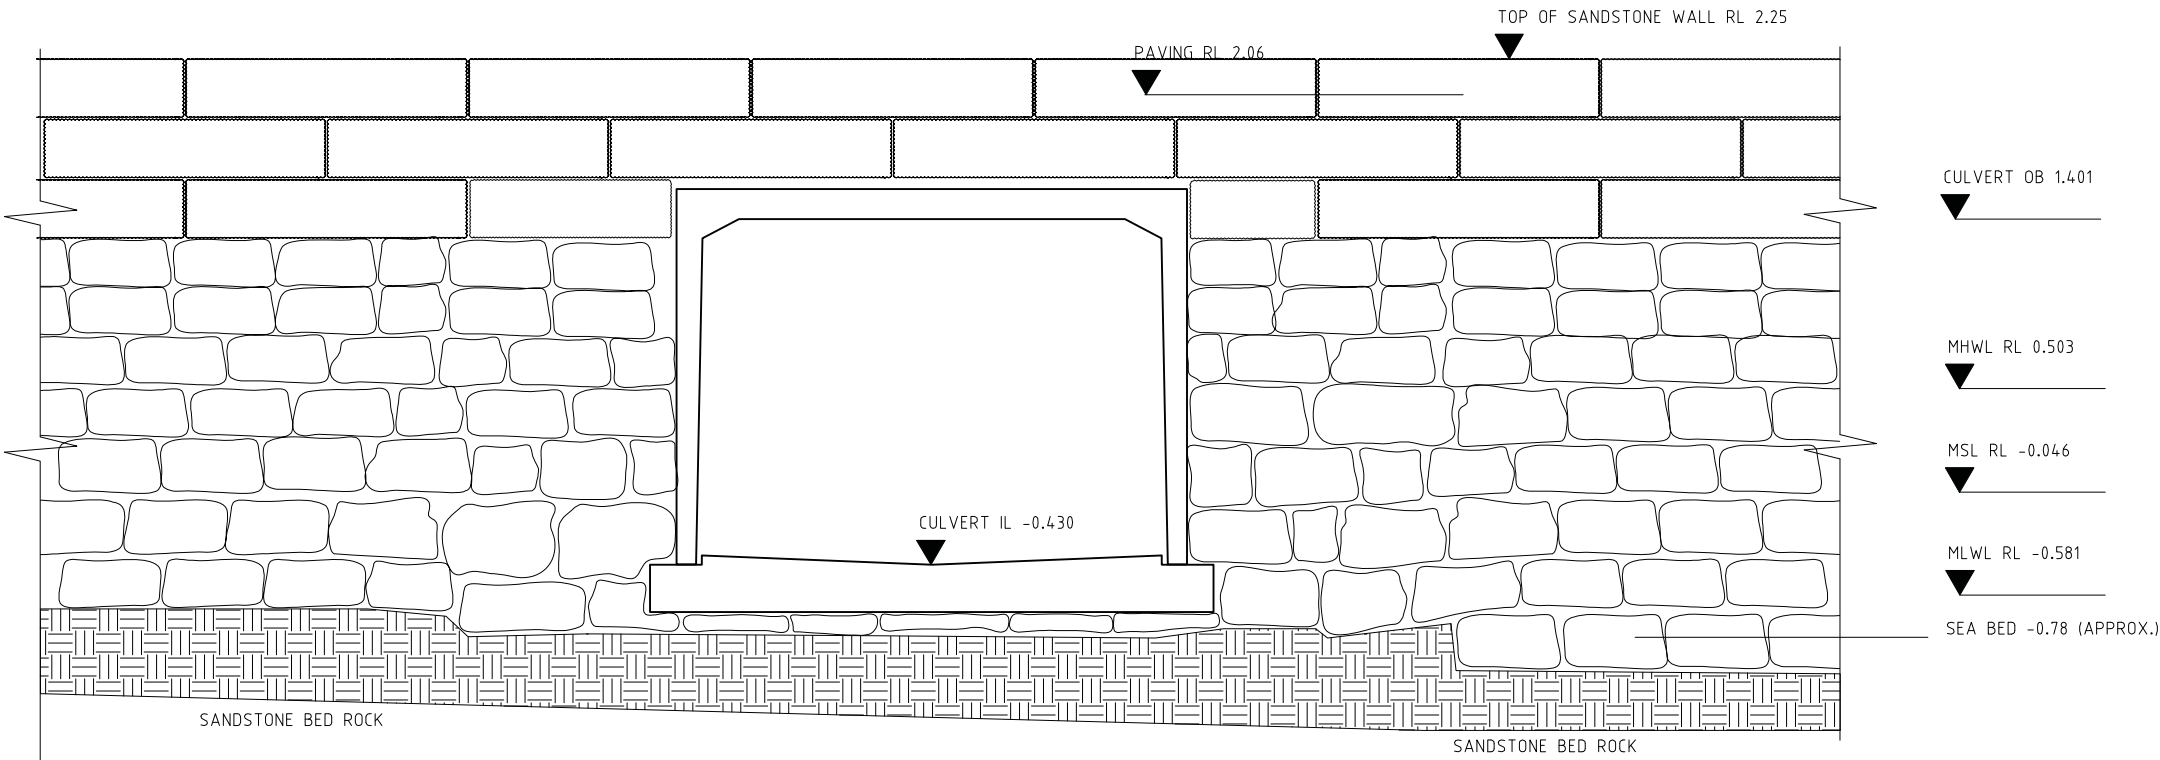 TOP OF SANDSTONE WALL RL 2.25
PAVING RL 2.06
CULVERT OB 1.401
MHWL RL 0.503
MSL RL -0.046
CULVERT IL -0.430
MLWL RL -0.581
SEA BED -0.78 (APPROX.)
SANDSTONE BED ROCK
SANDSTONE BED ROCK